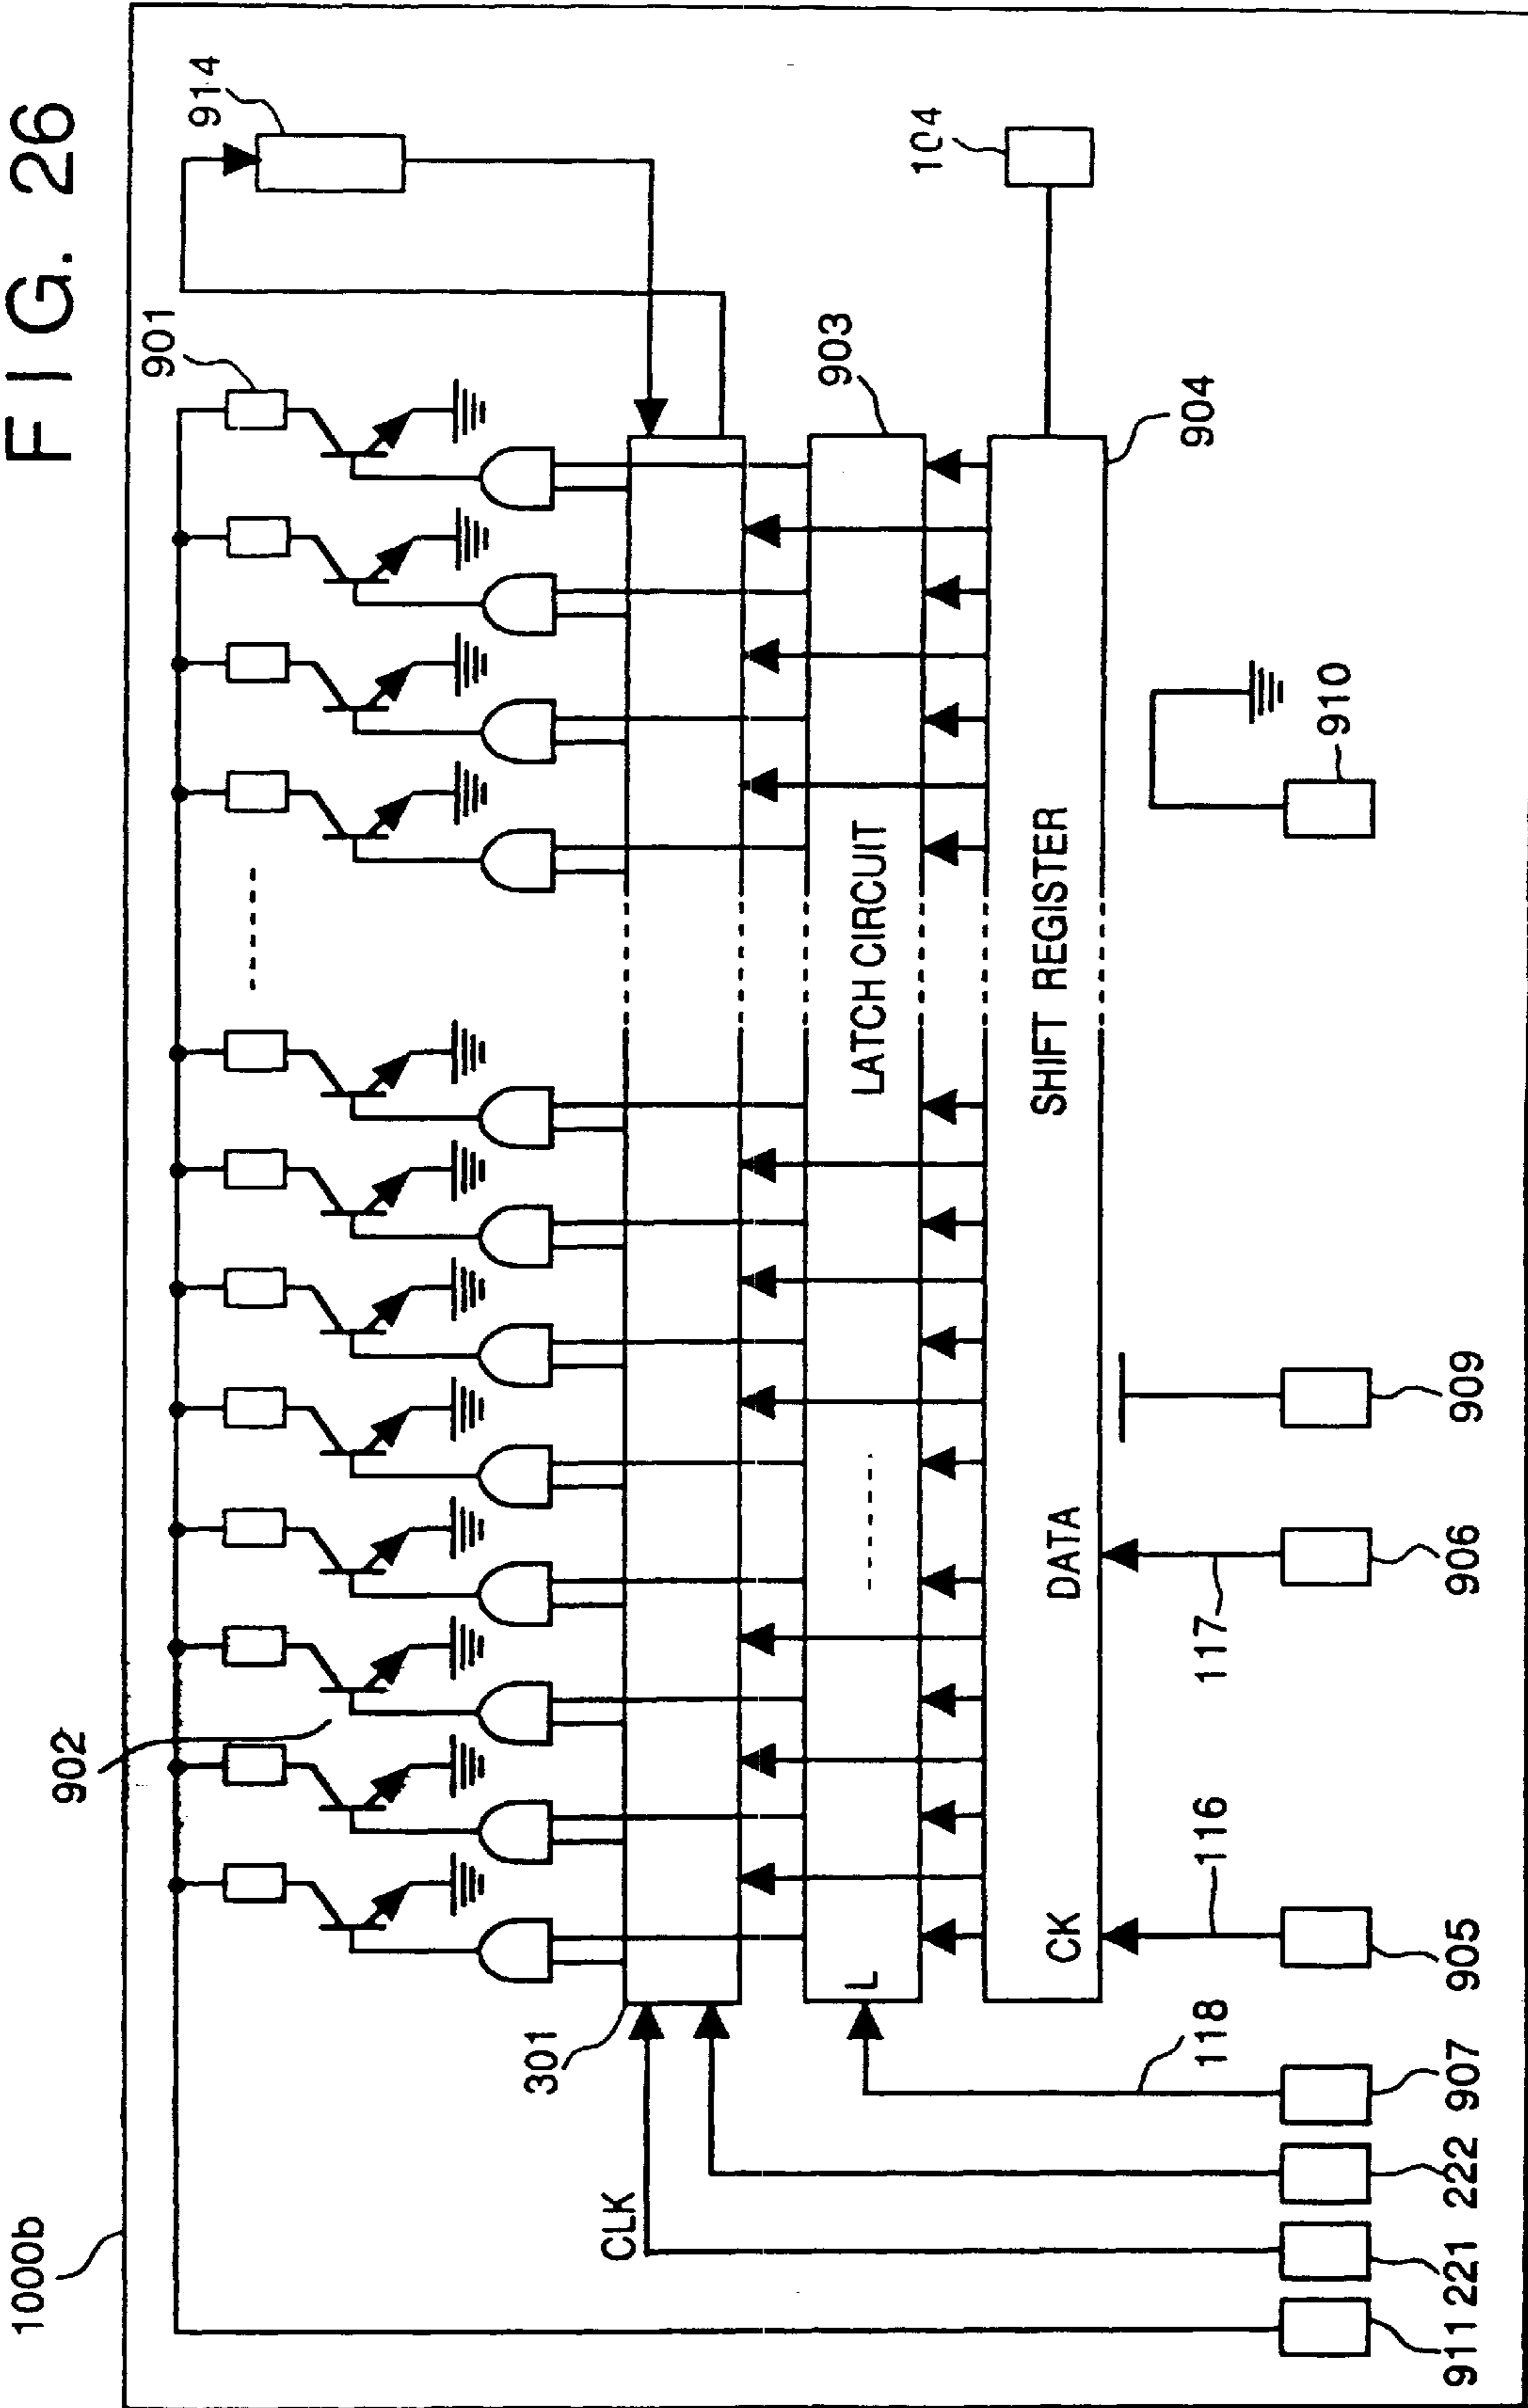 FIG. 26
1000b
902
901
914
301
CLK
903
L
LATCH CIRCUIT
904
104
CK
DATA
SHIFT REGISTER
118
116
117
910
911
221
222
907
905
906
909